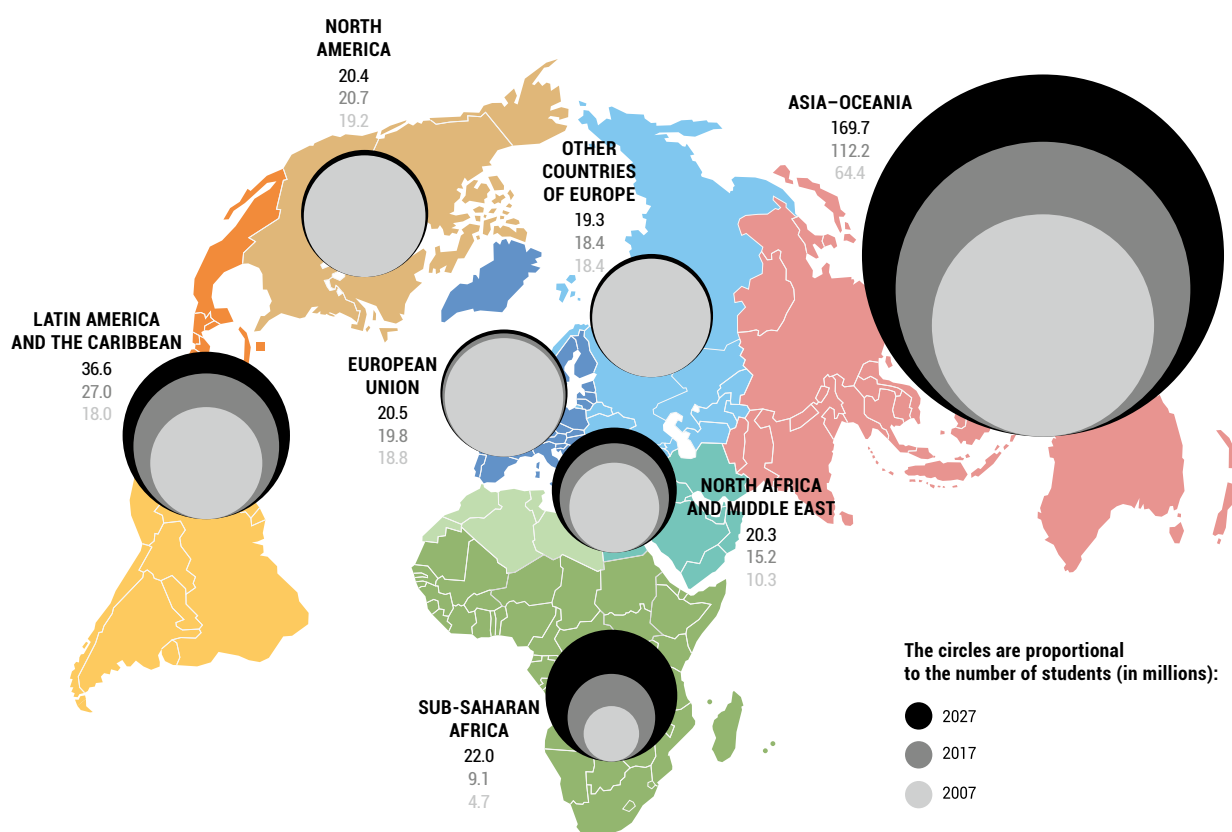 NORTH
AMERICA
20.4
20.7
19.2
ASIA–OCEANIA
169.7
112.2
64.4
OTHER
COUNTRIES
OF EUROPE
19.3
18.4
18.4
LATIN AMERICA
AND THE CARIBBEAN
36.6
27.0
18.0
EUROPEAN
UNION
20.5
19.8
18.8
NORTH AFRICA
AND MIDDLE EAST
20.3
15.2
10.3
SUB-SAHARAN
AFRICA
22.0
9.1
4.7
The circles are proportional
to the number of students (in millions):
2027
2017
2007